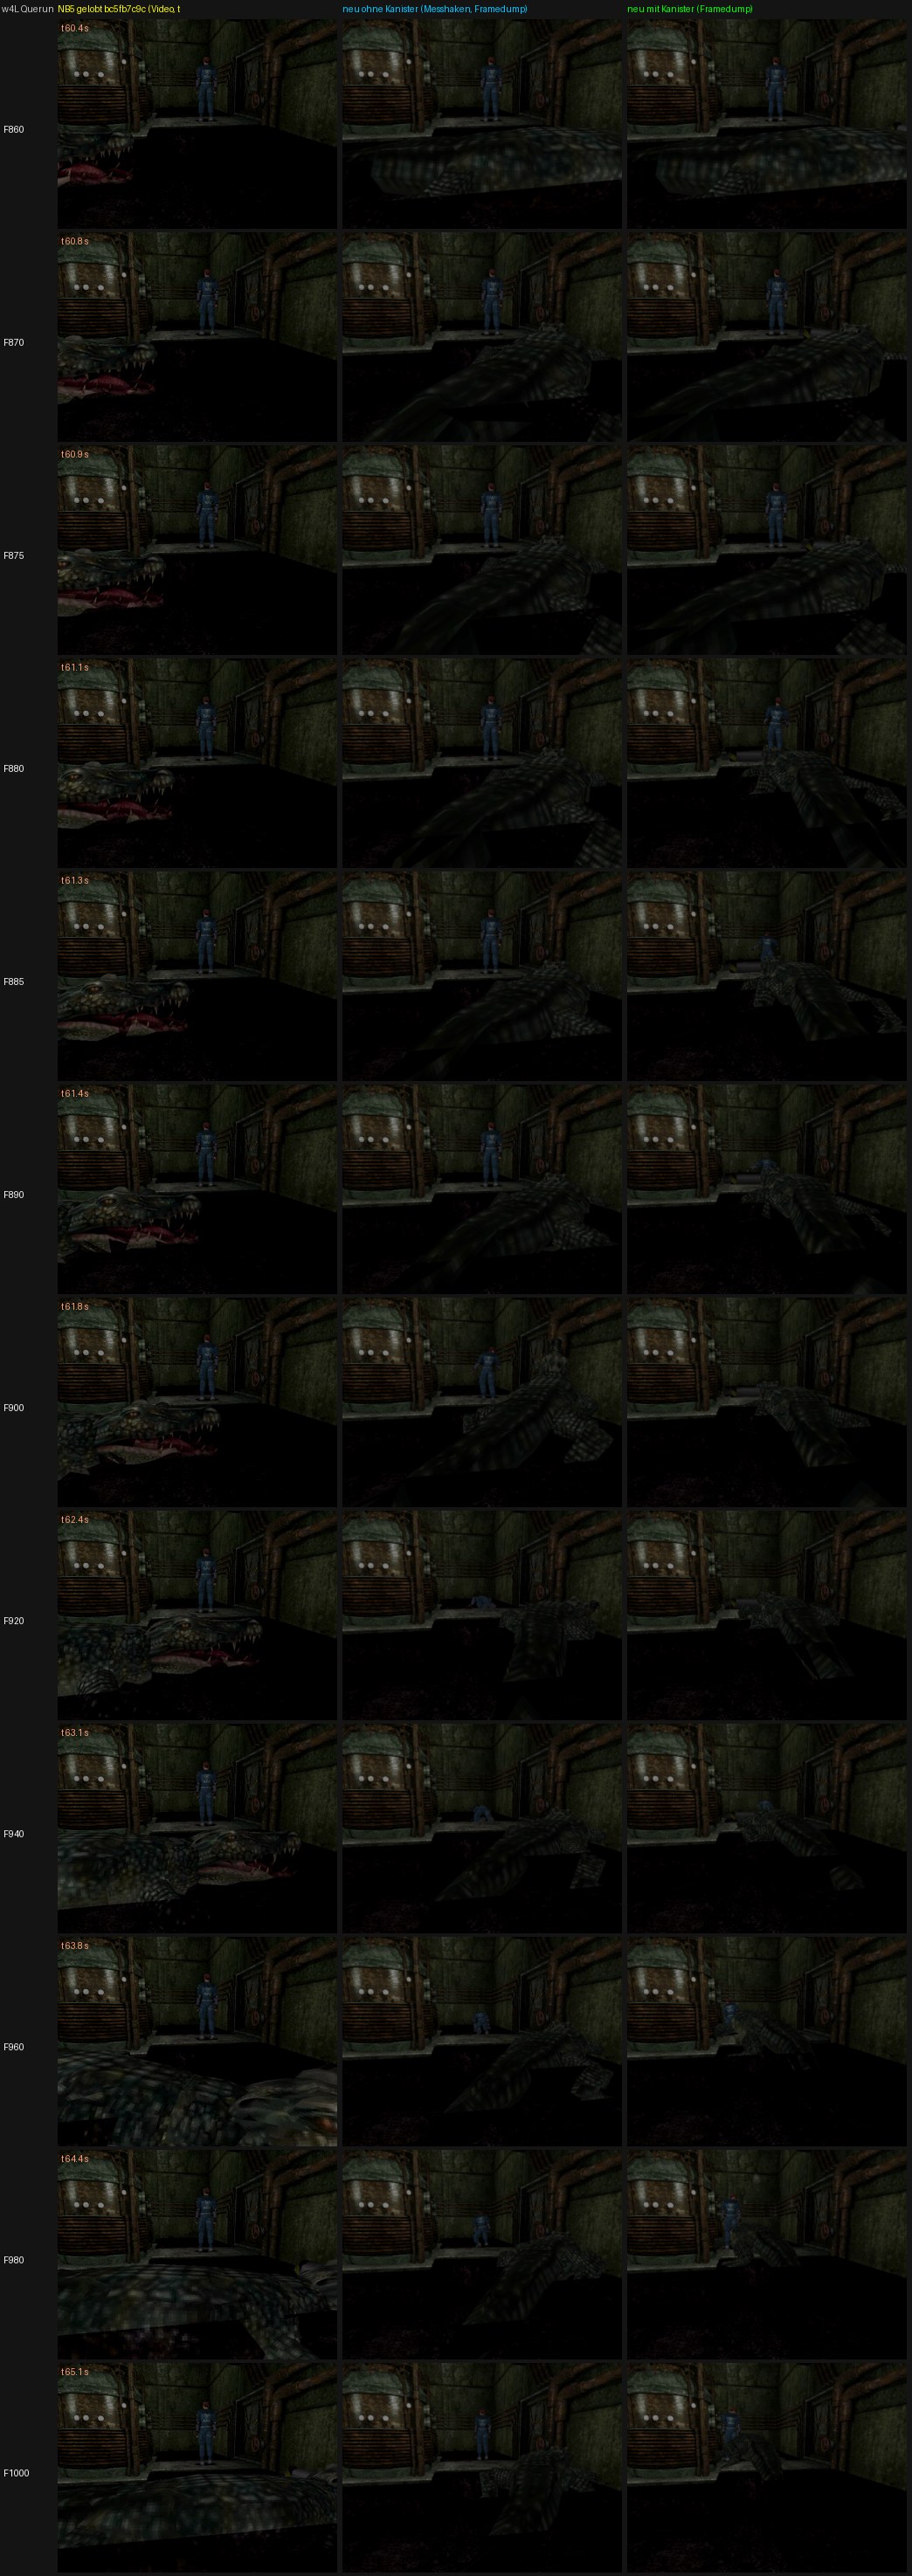 w4L Querun NB5 gelobt bc5fb7c9c (Video, t neu ohne Kanister (Messhaken, Framedump) neu mit Kanister (Framedump)
t60.4s
F860
t60.8s
F870
t60.9s
F875
t61.1s
F880
t61.3s
F885
t61.4s
F890
t61.8s
F900
t62.4s
F920
t63.1s
F940
t63.8s
F960
t64.4s
F980
t65.1s
F1000